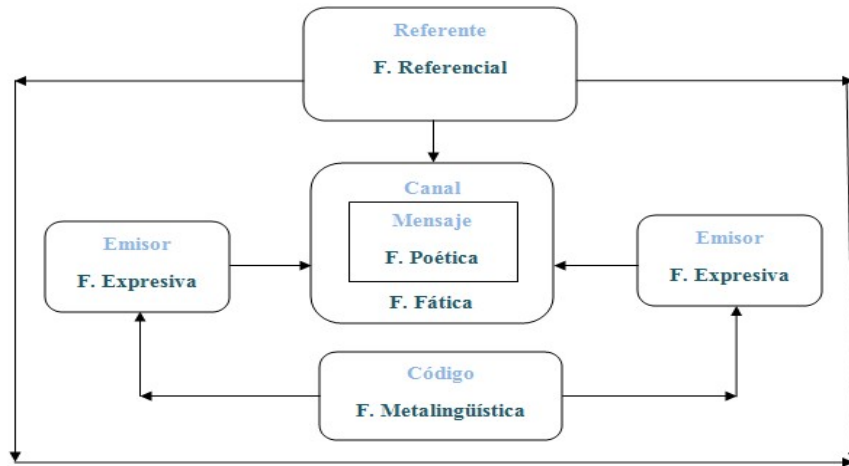 Referente
F. Referencial
Canal
Mensaje
F. Poética
F. Fática
Emisor
F. Expresiva
Emisor
F. Expresiva
Código
F. Metalingüística